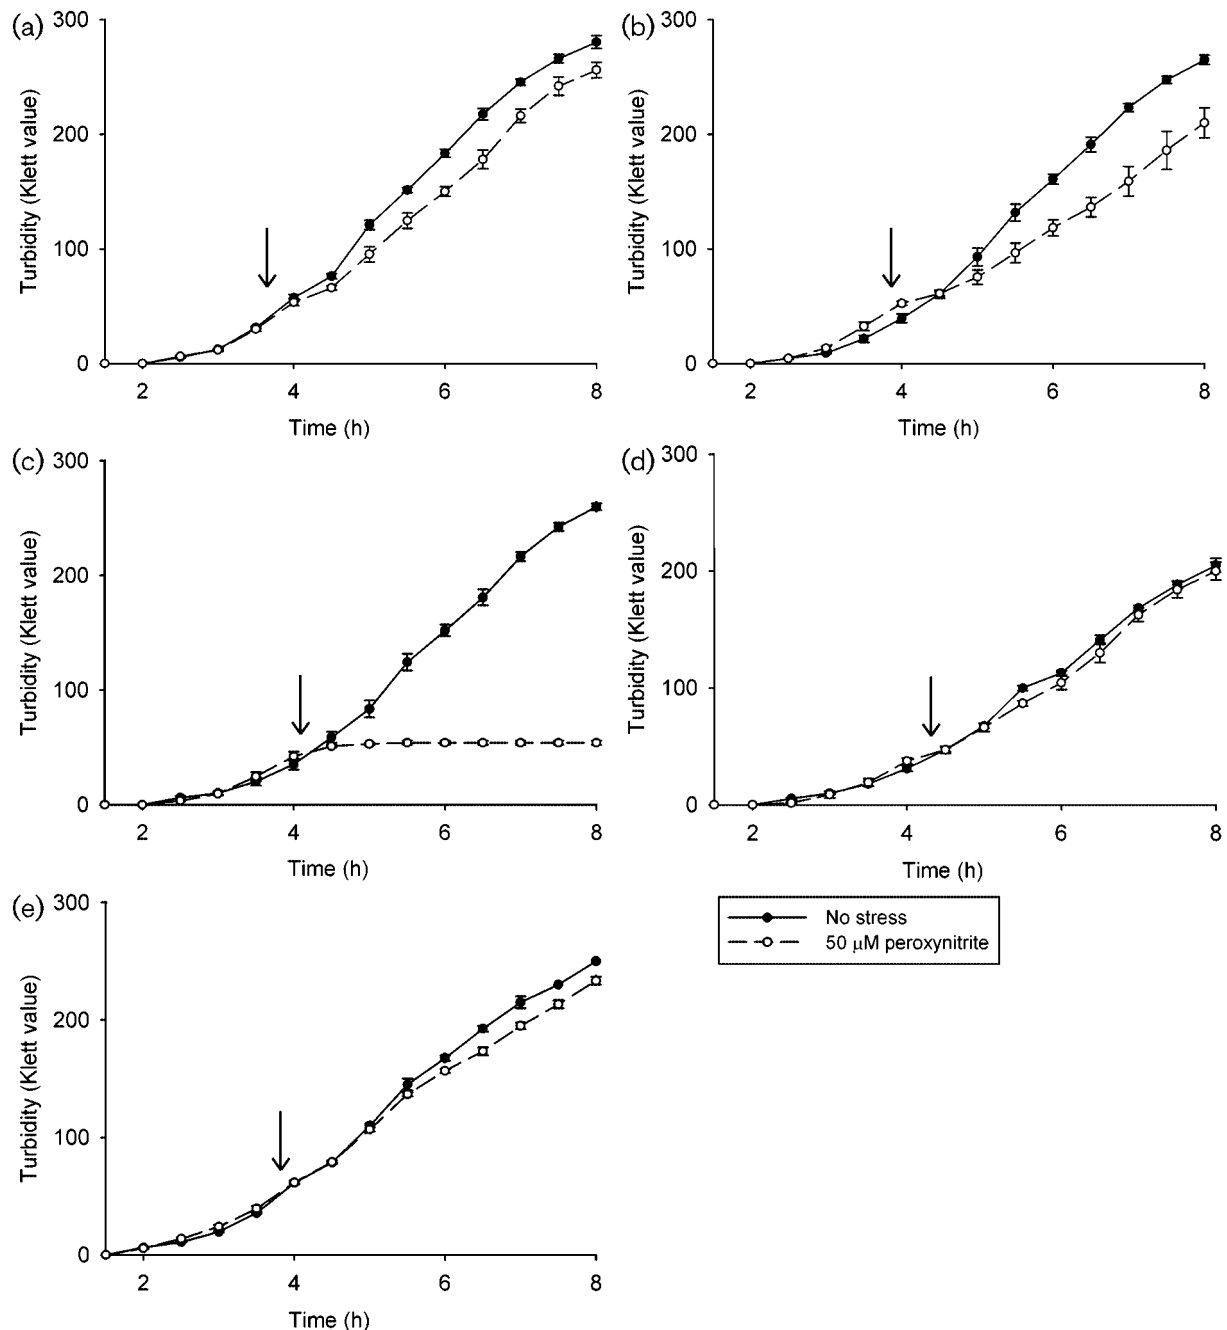 (a)
300
200
100
0
Turbidity (Klett value)
2 4 6 8
Time (h)
(b)
300
200
100
0
Turbidity (Klett value)
2 4 6 8
Time (h)
(c)
300
200
100
0
Turbidity (Klett value)
2 4 6 8
Time (h)
(d)
300
200
100
0
Turbidity (Klett value)
2 4 6 8
Time (h)
(e)
300
200
100
0
Turbidity (Klett value)
2 4 6 8
Time (h)
No stress
50 µM peroxynitrite